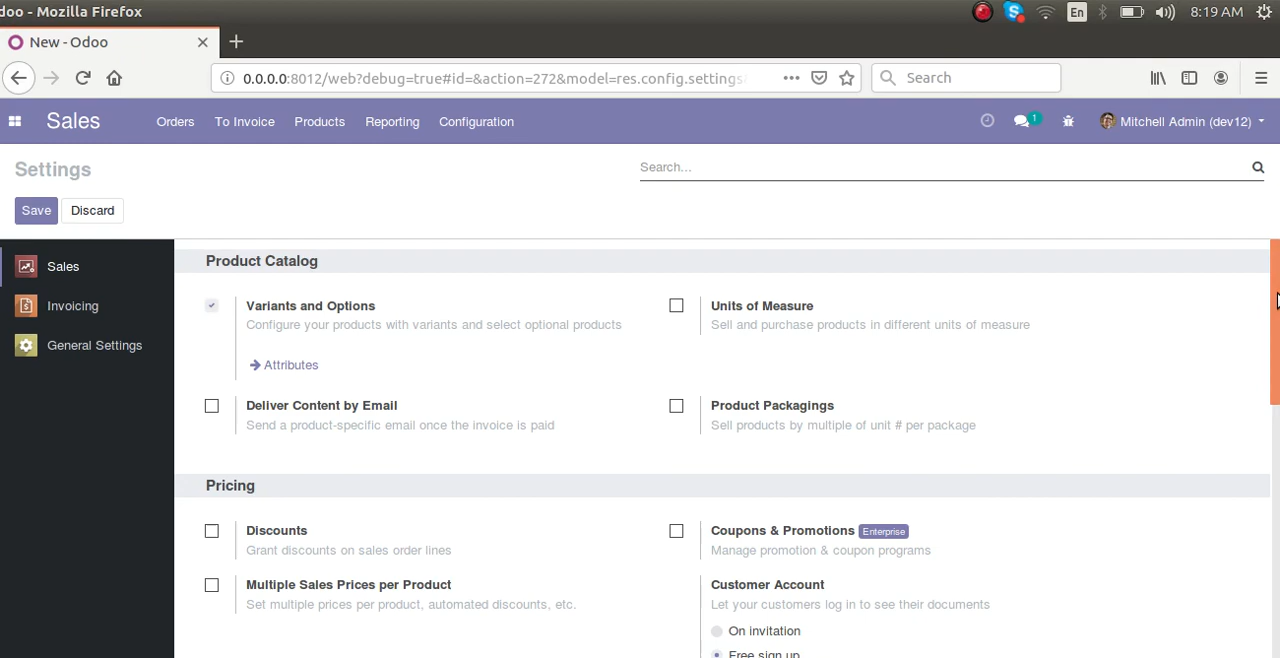 doo - Mozilla Firefox
En
8:19 AM
New - Odoo
0.0.0.0:8012/web?debug=true#id=&action=272&model=res.config.settings
Search
Sales
Orders
To Invoice
Products
Reporting
Configuration
1
Mitchell Admin (dev12)
Settings
Search...
Save
Discard
Sales
Invoicing
General Settings
Product Catalog
Variants and Options
Configure your products with variants and select optional products
Attributes
Units of Measure
Sell and purchase products in different units of measure
Deliver Content by Email
Send a product-specific email once the invoice is paid
Product Packagings
Sell products by multiple of unit # per package
Pricing
Discounts
Grant discounts on sales order lines
Coupons & Promotions Enterprise
Manage promotion & coupon programs
Multiple Sales Prices per Product
Set multiple prices per product, automated discounts, etc.
Customer Account
Let your customers log in to see their documents
On invitation
Free sign up